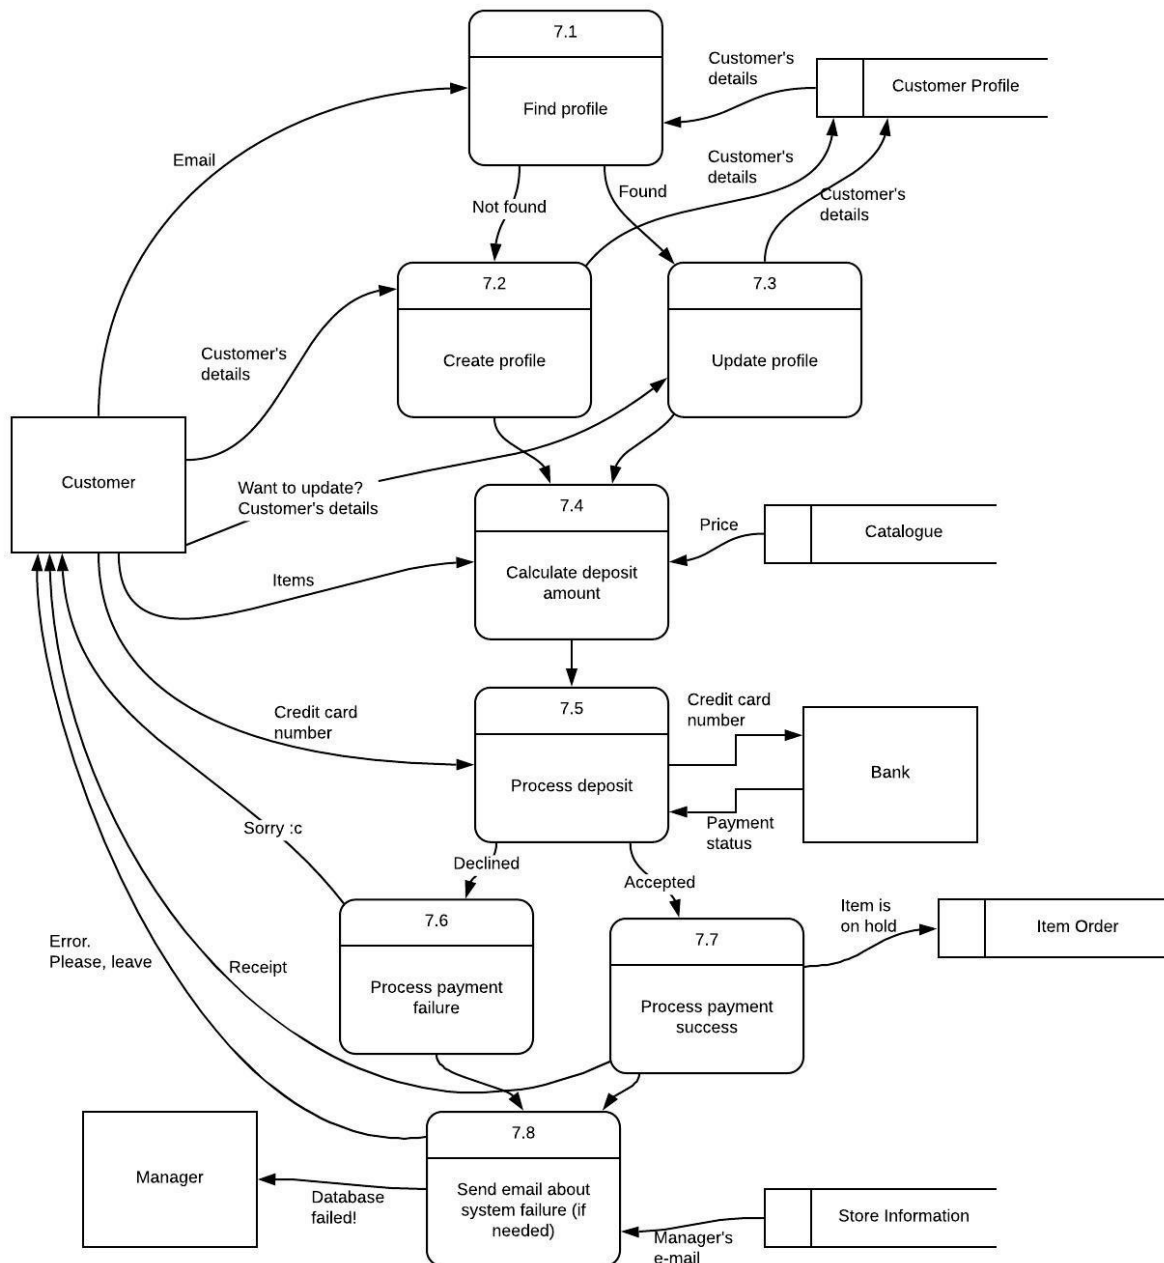 7.1
Find profile
Customer's
details
Customer Profile
Email
Customer's
details
Customer's
details
Not found
Found
7.2
Create profile
7.3
Update profile
Customer's
details
Customer
Want to update?
Customer's details
7.4
Calculate deposit
amount
Price
Catalogue
Items
Credit card
number
7.5
Process deposit
Credit card
number
Bank
Payment
status
Sorry :c
Declined
Accepted
7.6
Process payment
failure
7.7
Process payment
success
Item is
on hold
Item Order
Error.
Please, leave
Receipt
7.8
Send email about
system failure (if
needed)
Manager
Database
failed!
Manager's
e-mail
Store Information